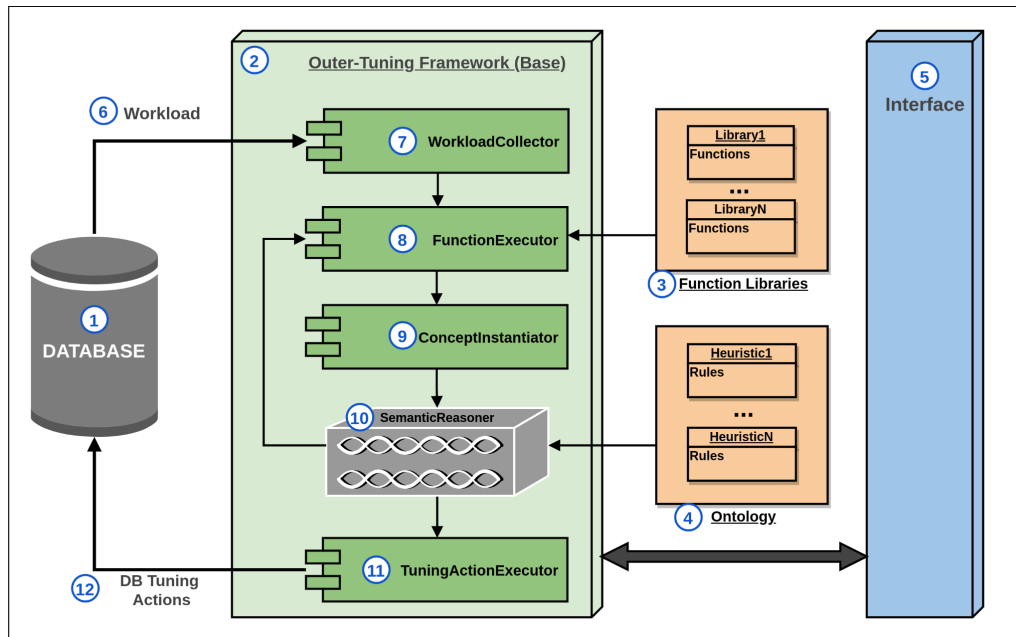 2
Outer-Tuning Framework (Base)
5
Interface
6 Workload
7 WorkloadCollector
Library1
Functions
...
LibraryN
Functions
8 FunctionExecutor
3 Function Libraries
1
DATABASE
9 ConceptInstantiator
Heuristic1
Rules
...
HeuristicN
Rules
10 SemanticReasoner
4 Ontology
11 TuningActionExecutor
12 DB Tuning
Actions